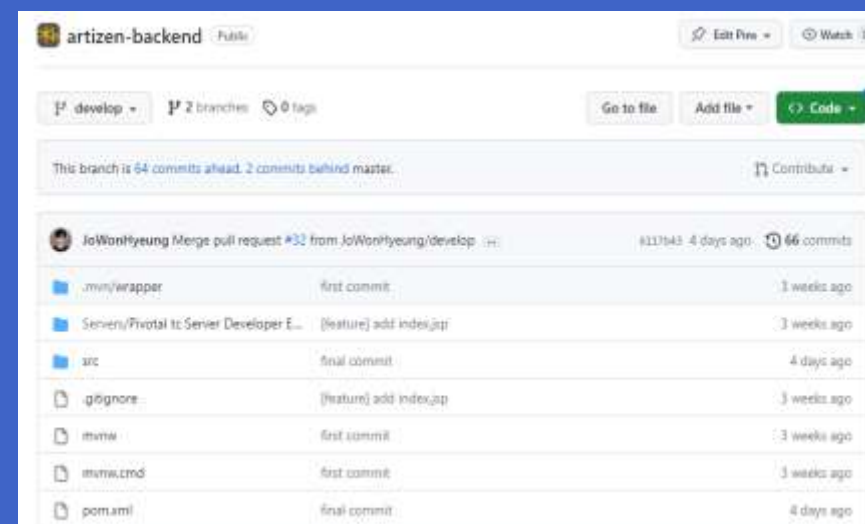 artizen-backend Public
Edit Pins Watch
develop 2 branches 0 tags
Go to file Add file Code
This branch is 64 commits ahead, 2 commits behind master.
Contribute
JoWonHyeung Merge pull request #32 from JoWonHyeung/develop ...
4 days ago 66 commits
.mvn/wrapper first commit 3 weeks ago
Servers/Pivotal tc Server Developer E... [feature] add index.jsp 3 weeks ago
src final commit 4 days ago
.gitignore [feature] add index.jsp 3 weeks ago
mvnw first commit 3 weeks ago
mvnw.cmd first commit 3 weeks ago
pom.xml final commit 4 days ago